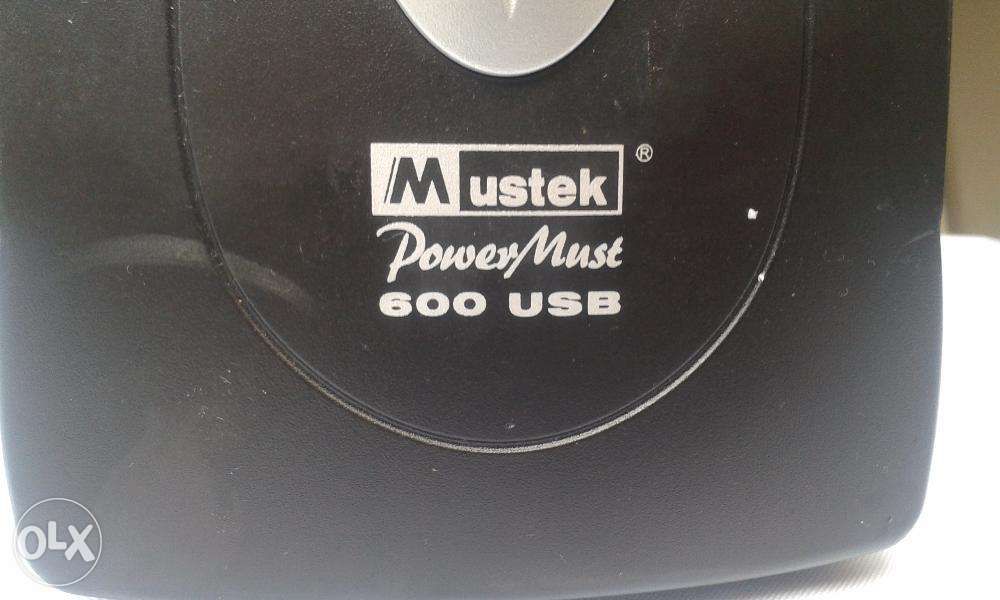 Mustek ®
PowerMust
600 USB
OLX